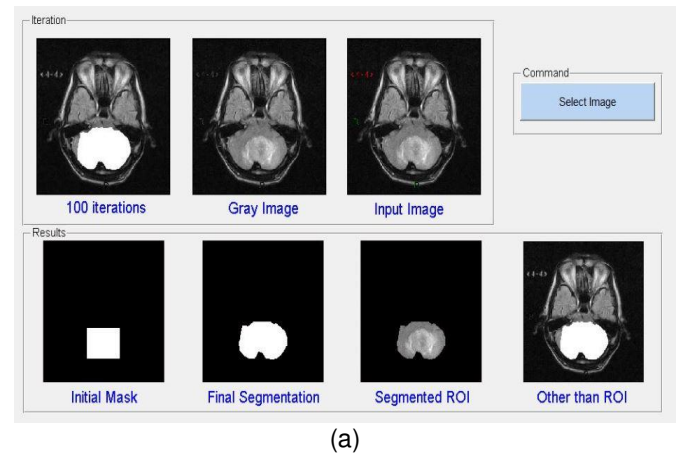 Iteration
100 iterations
Gray Image
Input Image
Command
Select Image
Results
Initial Mask
Final Segmentation
Segmented ROI
Other than ROI
(a)